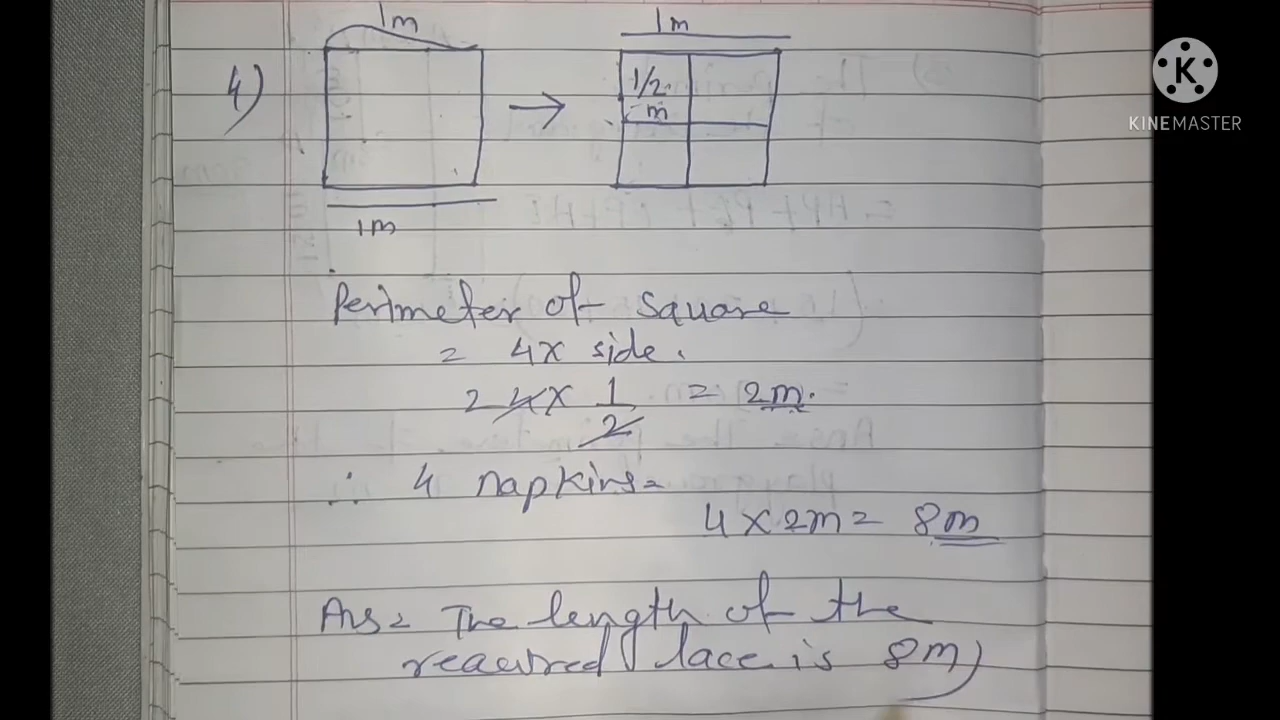 1m
1m
4)
1/2
m
1m
Perimeter of square
= 4x side.
= 4x 1/2 = 2m.
∴ 4 napkins=
4 x 2m = 8m
Ans= The length of the
required lace is 8m
KINEMASTER